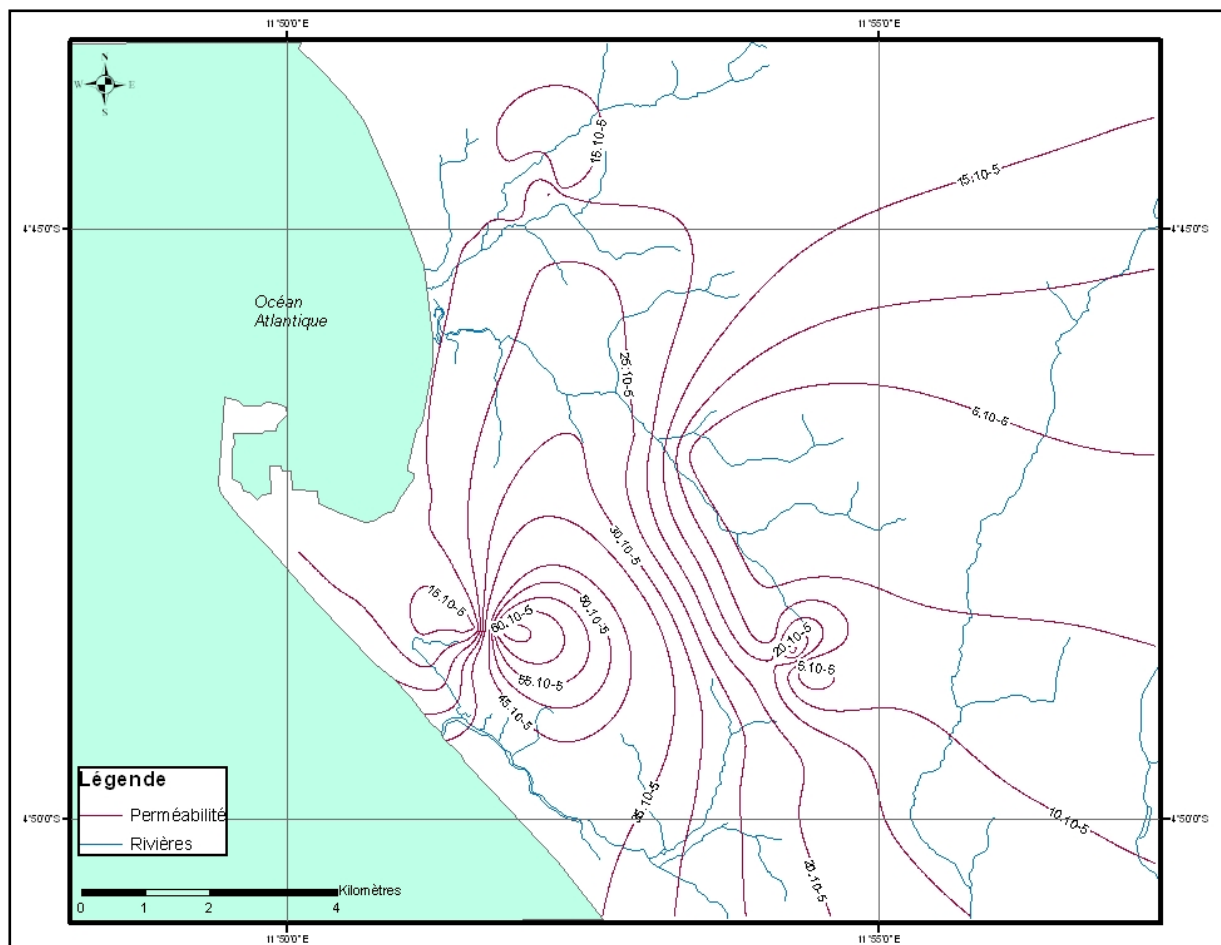 11°50'0"E
11°55'0"E
N
W
E
S
15.10-5
15.10-5
4°45'0"S
4°45'0"S
Océan
Atlantique
25.10-5
5.10-5
30.10-5
15.10-5
50.10-5
60.10-5
20.10-5
5.10-5
55.10-5
45.10-5
Légende
Perméabilité
Rivières
35.10-5
10.10-5
4°50'0"S
4°50'0"S
20.10-5
Kilomètres
0
1
2
4
11°50'0"E
11°55'0"E